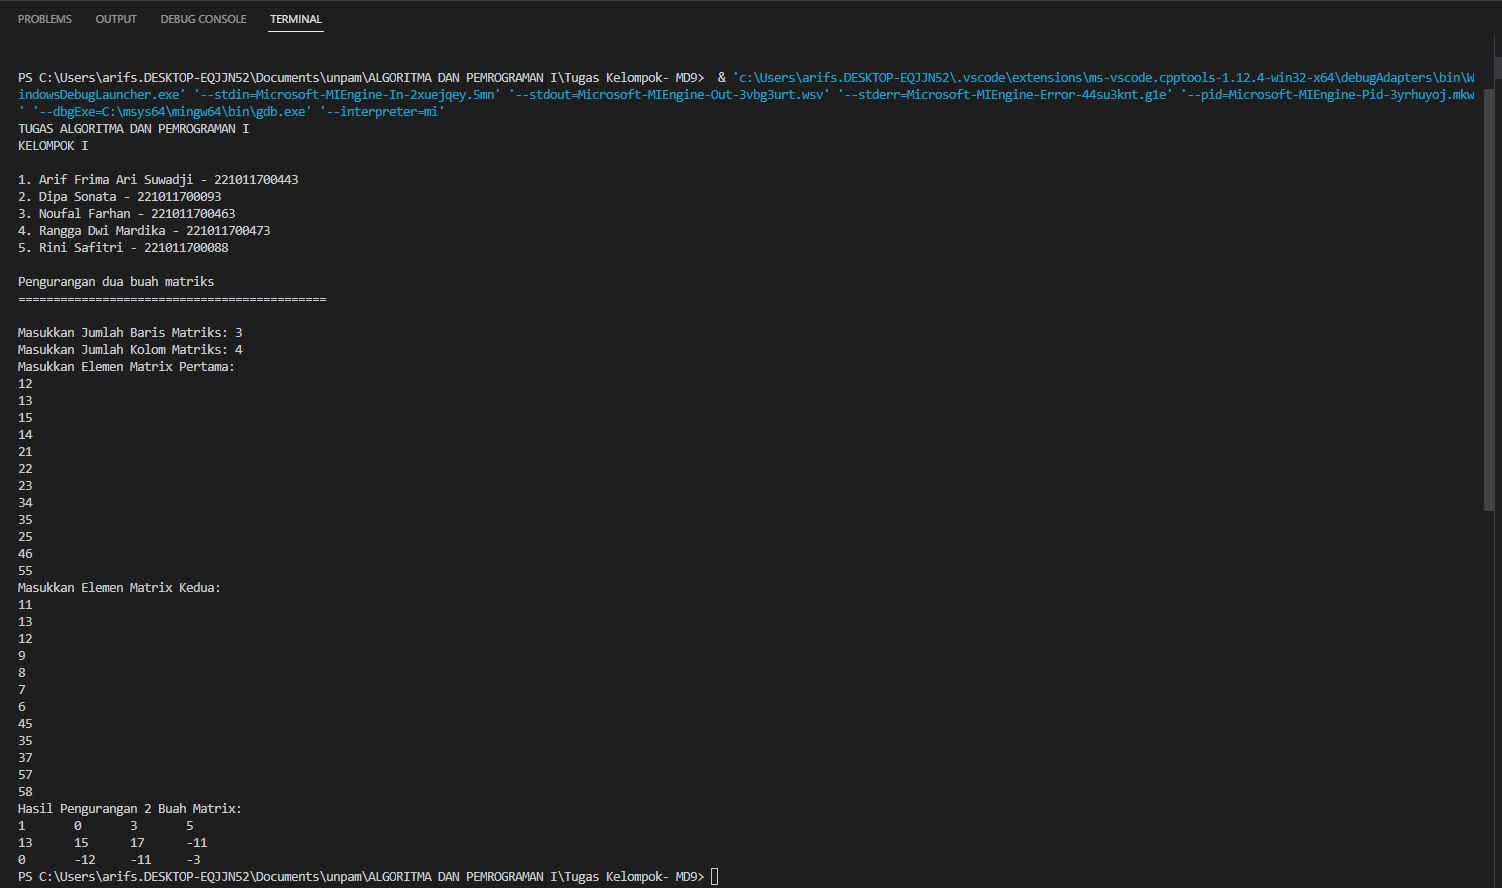 PROBLEMS OUTPUT DEBUG CONSOLE TERMINAL
PS C:\Users\arifs.DESKTOP-EQJJN52\Documents\unpam\ALGORITMA DAN PEMROGRAMAN I\Tugas Kelompok- MD9>  & 'c:\Users\arifs.DESKTOP-EQJJN52\.vscode\extensions\ms-vscode.cpptools-1.12.4-win32-x64\debugAdapters\bin\W
indowsDebugLauncher.exe' '--stdin=Microsoft-MIEngine-In-2xuejqey.5mn' '--stdout=Microsoft-MIEngine-Out-3vbg3urt.wsv' '--stderr=Microsoft-MIEngine-Error-44su3knt.g1e' '--pid=Microsoft-MIEngine-Pid-3yrhuyoj.mkw
' '--dbgExe=C:\msys64\mingw64\bin\gdb.exe' '--interpreter=mi'
TUGAS ALGORITMA DAN PEMROGRAMAN I
KELOMPOK I
1. Arif Frima Ari Suwadji - 221011700443
2. Dipa Sonata - 221011700093
3. Noufal Farhan - 221011700463
4. Rangga Dwi Mardika - 221011700473
5. Rini Safitri - 221011700088
Pengurangan dua buah matriks
============================================
Masukkan Jumlah Baris Matriks: 3
Masukkan Jumlah Kolom Matriks: 4
Masukkan Elemen Matrix Pertama:
12
13
15
14
21
22
23
34
35
25
46
55
Masukkan Elemen Matrix Kedua:
11
13
12
9
8
7
6
45
35
37
57
58
Hasil Pengurangan 2 Buah Matrix:
1 0 3 5
13 15 17 -11
0 -12 -11 -3
PS C:\Users\arifs.DESKTOP-EQJJN52\Documents\unpam\ALGORITMA DAN PEMROGRAMAN I\Tugas Kelompok- MD9>